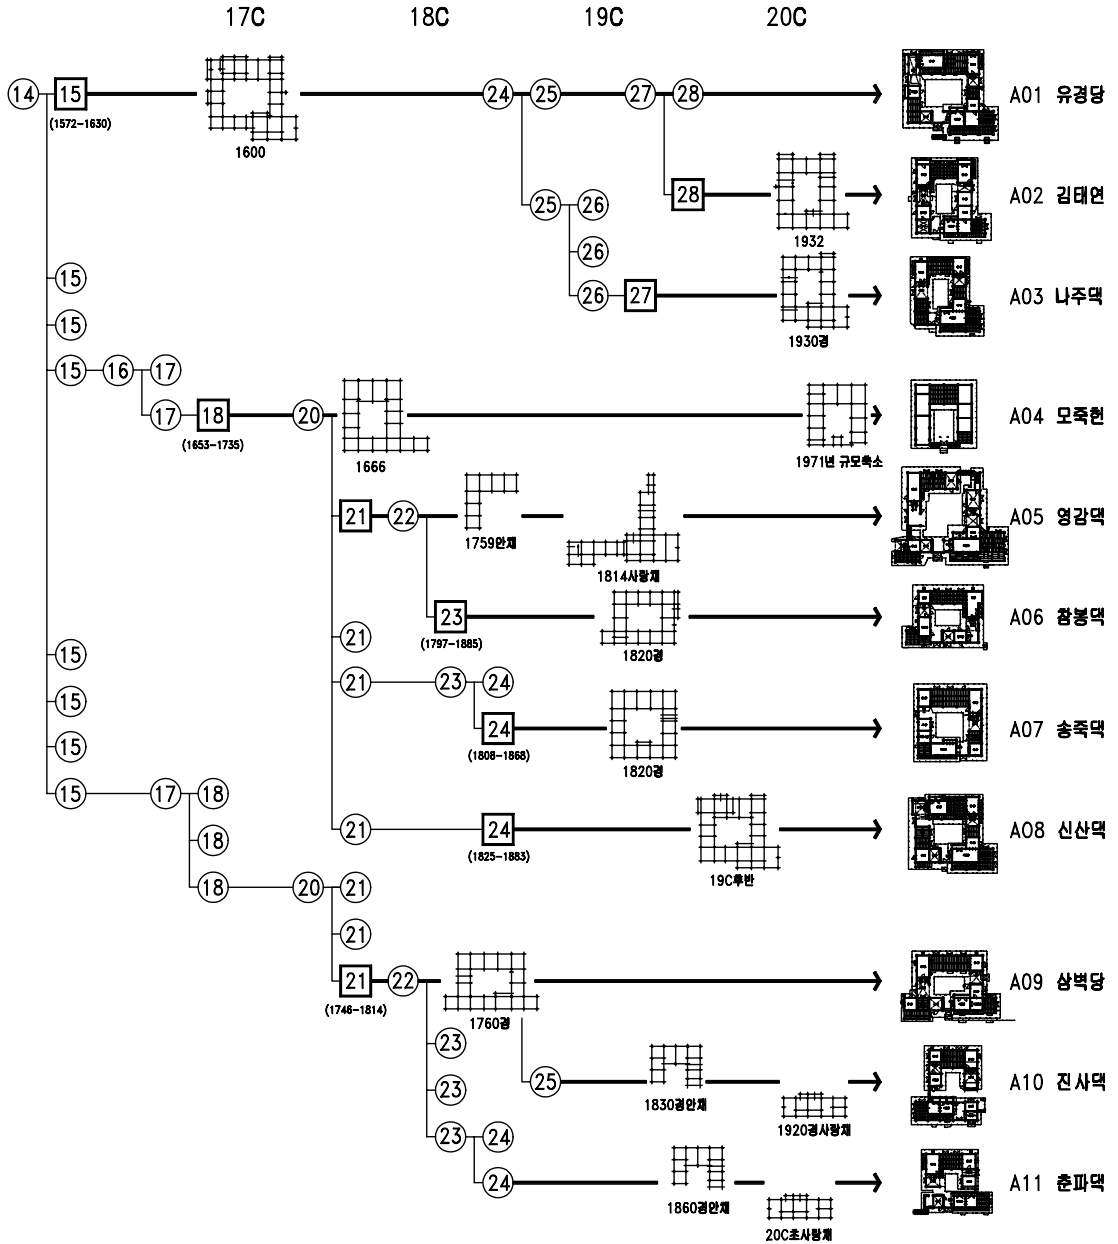 17C 18C 19C 20C
14 15 24 25 27 28 A01 유경당
(1572-1630)
1600
25 26 28 A02 김태연
1932
26
15 26 27 A03 나주댁
1930경
15
15 16 17
17 18 20 A04 모죽헌
(1653-1735)
1666
1971년 규모축소
21 22 A05 영감댁
1759안채
1814사랑채
23 A06 참봉댁
(1797-1885)
1820경
21
15
21 23 24
15
24 A07 송죽댁
(1808-1868)
1820경
15
15 17 18
21 24 A08 신산댁
(1825-1883)
18
19C후반
18 20 21
21
21 22 A09 삼벽당
(1746-1814)
1760경
23
25 A10 진사댁
23
1830경안채
1920경사랑채
23 24
24 A11 춘파댁
1860경안채
20C초사랑채